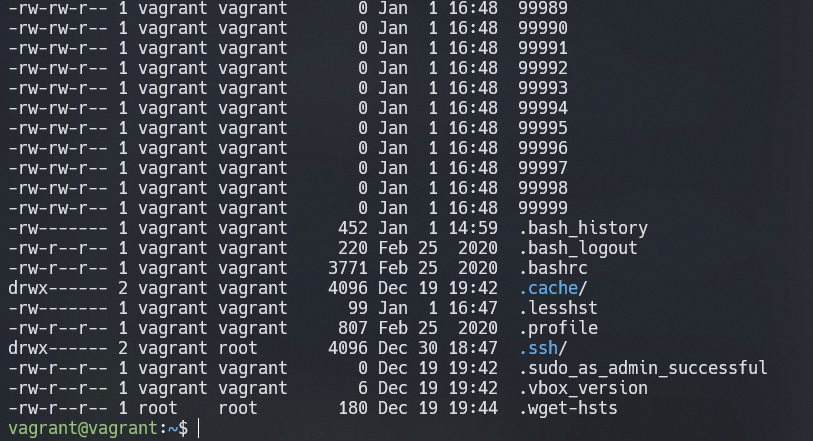 -rw-rw-r-- 1 vagrant vagrant       0 Jan  1 16:48  99989
-rw-rw-r-- 1 vagrant vagrant       0 Jan  1 16:48  99990
-rw-rw-r-- 1 vagrant vagrant       0 Jan  1 16:48  99991
-rw-rw-r-- 1 vagrant vagrant       0 Jan  1 16:48  99992
-rw-rw-r-- 1 vagrant vagrant       0 Jan  1 16:48  99993
-rw-rw-r-- 1 vagrant vagrant       0 Jan  1 16:48  99994
-rw-rw-r-- 1 vagrant vagrant       0 Jan  1 16:48  99995
-rw-rw-r-- 1 vagrant vagrant       0 Jan  1 16:48  99996
-rw-rw-r-- 1 vagrant vagrant       0 Jan  1 16:48  99997
-rw-rw-r-- 1 vagrant vagrant       0 Jan  1 16:48  99998
-rw-rw-r-- 1 vagrant vagrant       0 Jan  1 16:48  99999
-rw------- 1 vagrant vagrant     452 Jan  1 14:59  .bash_history
-rw-r--r-- 1 vagrant vagrant     220 Feb 25  2020  .bash_logout
-rw-r--r-- 1 vagrant vagrant    3771 Feb 25  2020  .bashrc
drwx------ 2 vagrant vagrant    4096 Dec 19 19:42  .cache/
-rw------- 1 vagrant vagrant      99 Jan  1 16:47  .lesshst
-rw-r--r-- 1 vagrant vagrant     807 Feb 25  2020  .profile
drwx------ 2 vagrant root       4096 Dec 30 18:47  .ssh/
-rw-r--r-- 1 vagrant vagrant       0 Dec 19 19:42  .sudo_as_admin_successful
-rw-r--r-- 1 vagrant vagrant       6 Dec 19 19:42  .vbox_version
-rw-r--r-- 1 root    root        180 Dec 19 19:44  .wget-hsts
vagrant@vagrant:~$